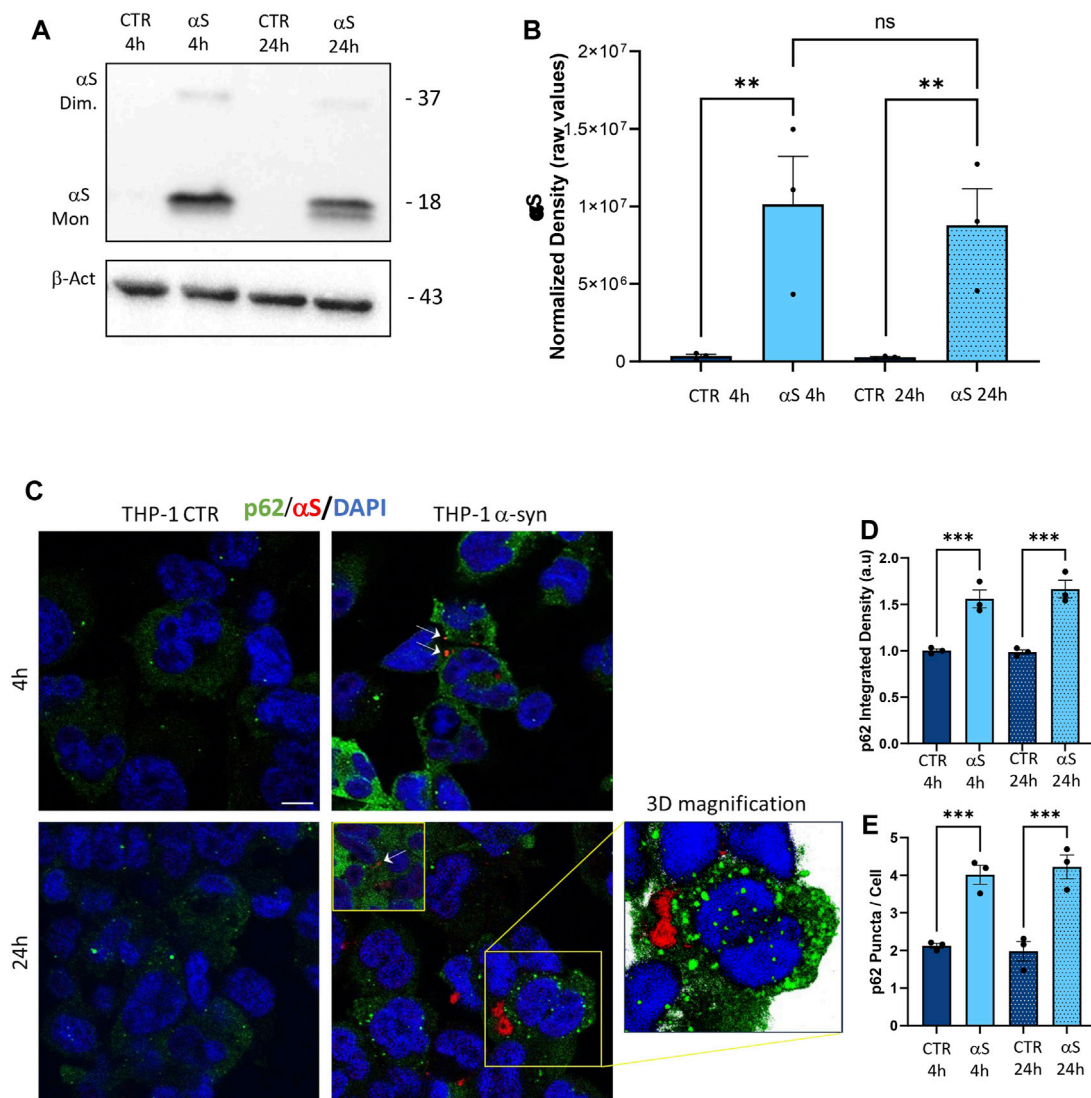 A
CTR
4h
αS
4h
CTR
24h
αS
24h
αS
Dim.
- 37
αS
Mon
- 18
β-Act
- 43
B
ns
**
**
2×10⁷
1.5×10⁷
1×10⁷
5×10⁶
0
Normalized Density (raw values)
CTR 4h
αS 4h
CTR 24h
αS 24h
C
p62/αS/DAPI
THP-1 CTR
THP-1 α-syn
4h
24h
3D magnification
D
***
***
2.0
1.5
1.0
0.5
0.0
p62 Integrated Density (a.u)
CTR
4h
αS
4h
CTR
24h
αS
24h
E
***
***
5
4
3
2
1
0
p62 Puncta / Cell
CTR
4h
αS
4h
CTR
24h
αS
24h